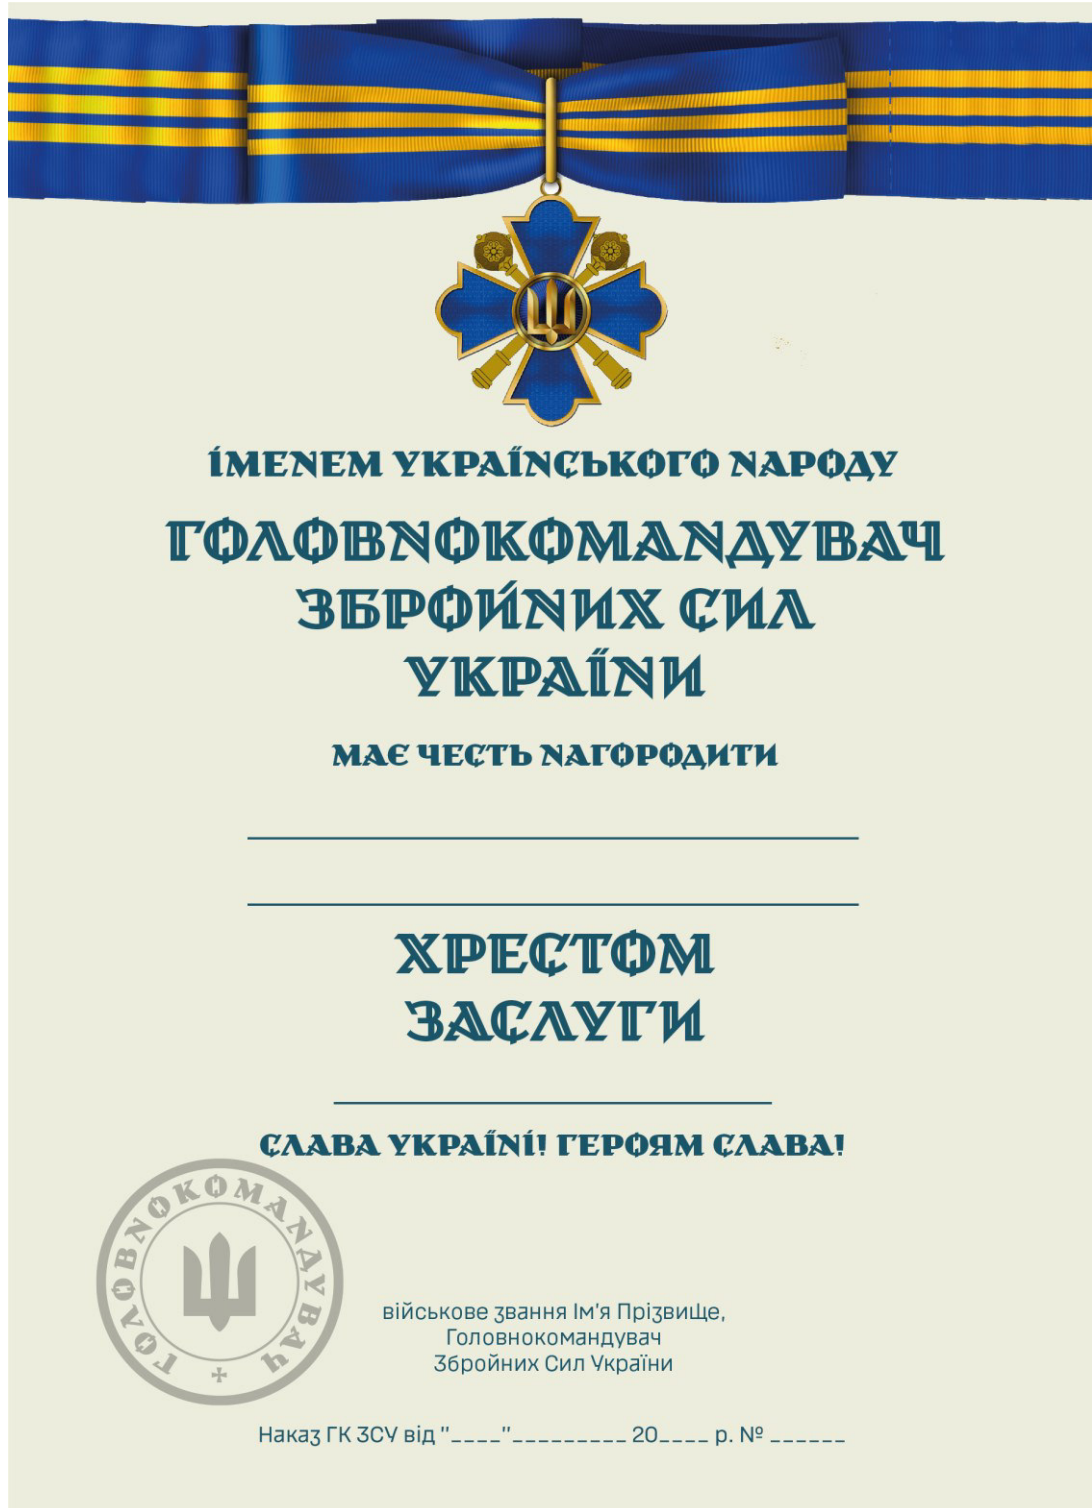 ІМЕНЕМ УКРАЇНСЬКОГО НАРОДУ
ГОЛОВНОКОМАНДУВАЧ
ЗБРОЙНИХ СИЛ
УКРАЇНИ
МАЄ ЧЕСТЬ НАГОРОДИТИ
ХРЕСТОМ
ЗАСЛУГИ
СЛАВА УКРАЇНІ! ГЕРОЯМ СЛАВА!
ГОЛОВНОКОМАНДУВАЧ
військове звання Ім'я Прізвище,
Головнокомандувач
Збройних Сил України
Наказ ГК ЗСУ від "____"_________ 20____ р. № ______